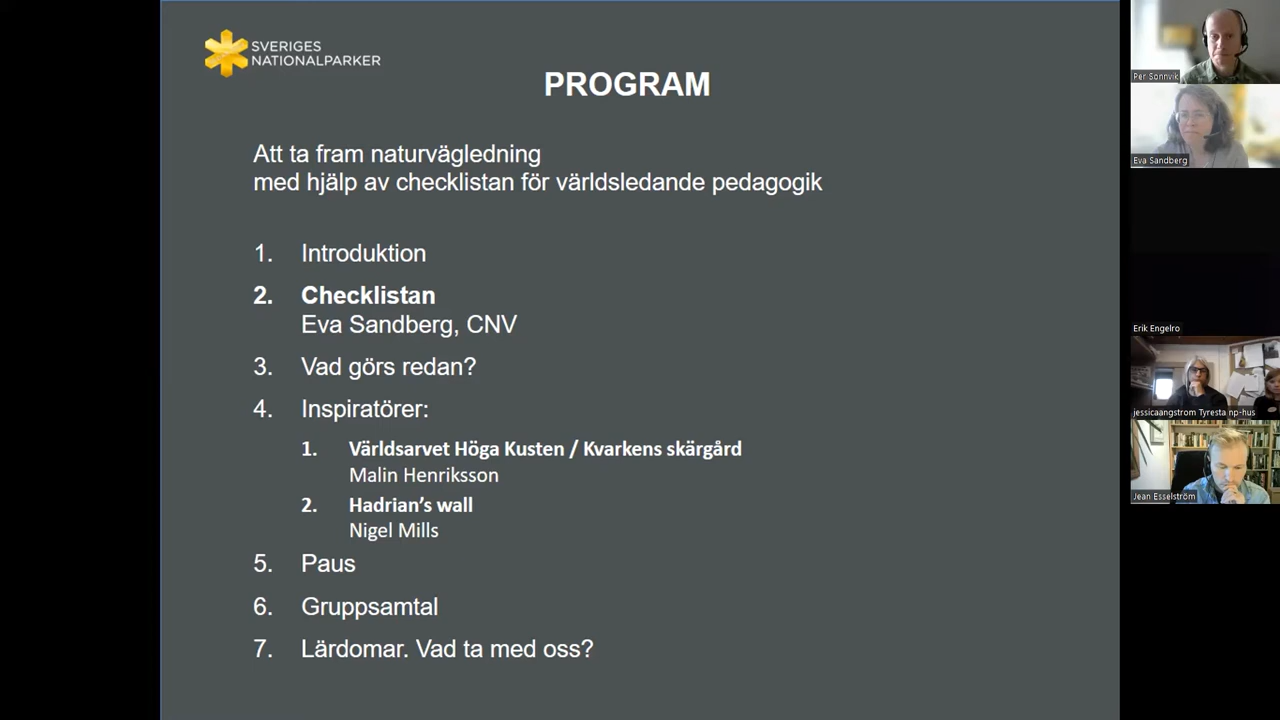 SVERIGES
NATIONALPARKER
PROGRAM
Att ta fram naturvägledning
med hjälp av checklistan för världsledande pedagogik
1. Introduktion
2. Checklistan
Eva Sandberg, CNV
3. Vad görs redan?
4. Inspiratörer:
1. Världsarvet Höga Kusten / Kvarkens skärgård
Malin Henriksson
2. Hadrian’s wall
Nigel Mills
5. Paus
6. Gruppsamtal
7. Lärdomar. Vad ta med oss?
Per Sonnvik
Eva Sandberg
Erik Engelro
jessicaangstrom Tyresta np-hus
Jean Esselström